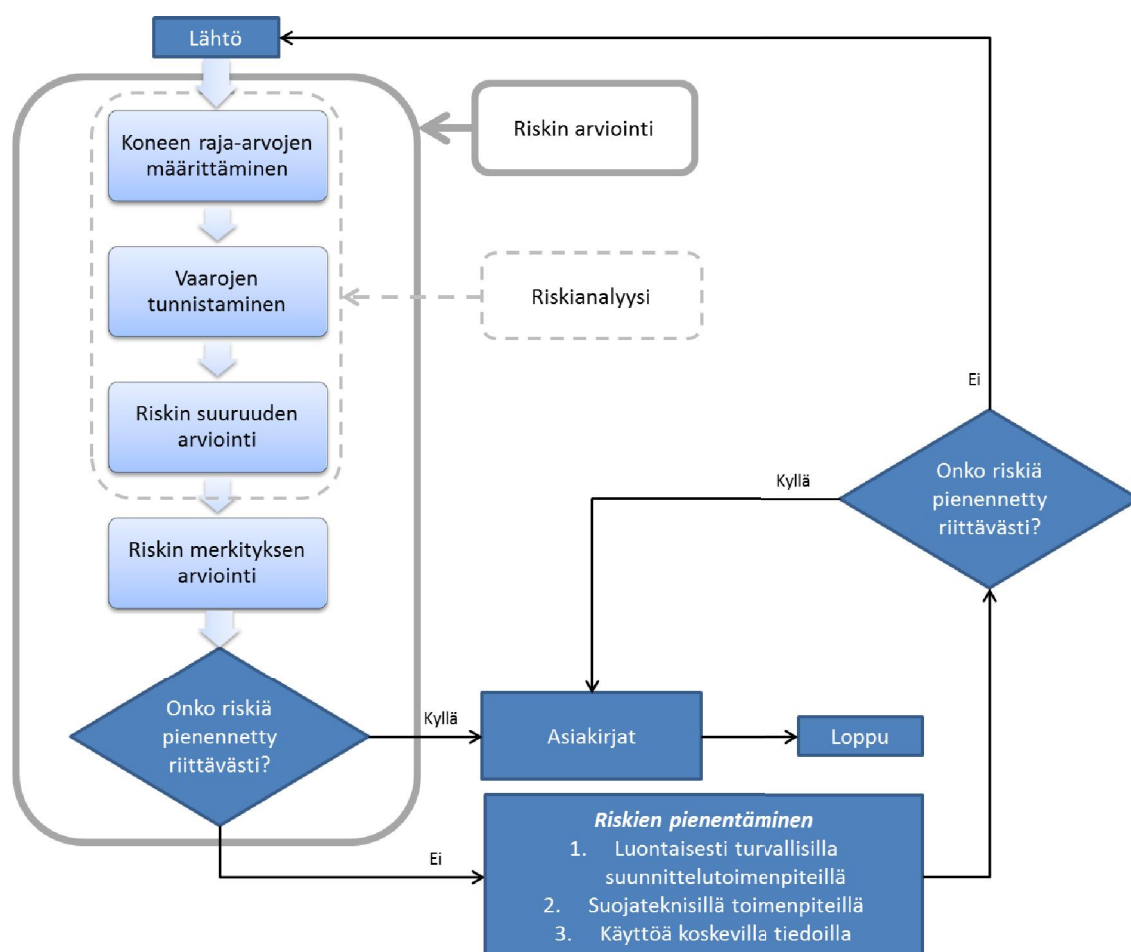 Lähtö
Koneen raja-arvojen
määrittäminen
Riskin arviointi
Vaarojen
tunnistaminen
Riskianalyysi
Riskin suuruuden
arviointi
Riskin merkityksen
arviointi
Onko riskiä
pienennetty
riittävästi?
Kyllä
Ei
Asiakirjat
Loppu
Riskien pienentäminen
1. Luontaisesti turvallisilla
suunnittelutoimenpiteillä
2. Suojateknisillä toimenpiteillä
3. Käyttöä koskevilla tiedoilla
Onko riskiä
pienennetty
riittävästi?
Kyllä
Ei